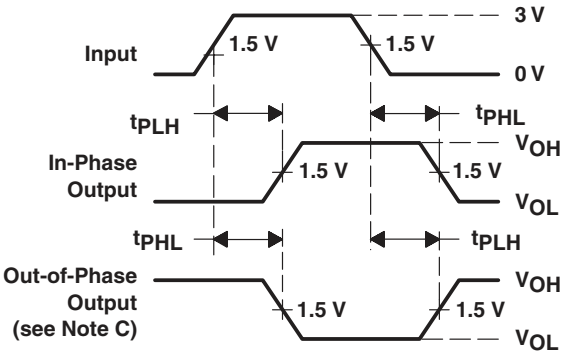 3 V
Input
1.5 V
1.5 V
0 V
tPLH
tPHL
VOH
In-Phase
Output
1.5 V
1.5 V
VOL
tPHL
tPLH
Out-of-Phase
Output
(see Note C)
VOH
1.5 V
1.5 V
VOL